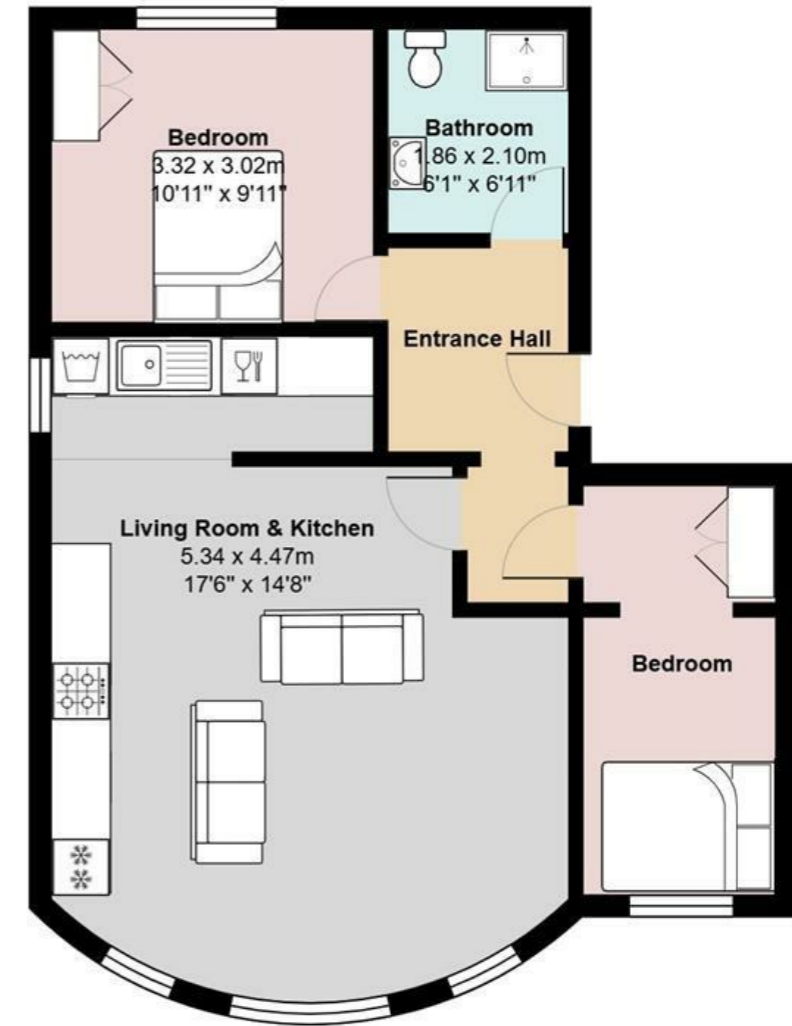 Bedroom
3.32 x 3.02m
10'11" x 9'11"
Bathroom
1.86 x 2.10m
6'1" x 6'11"
Entrance Hall
Living Room & Kitchen
5.34 x 4.47m
17'6" x 14'8"
Bedroom